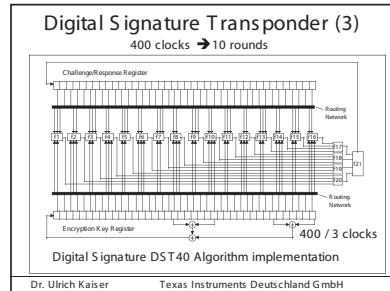 Digital Signature Transponder (3)
400 clocks ➔10 rounds
Challenge/Response Register
Routing
Network
f1 f2 f3 f4 f5 f6 f7 f8 f9 f10 f11 f12 f13 f14 f15 f16
f17
f18
f19
f20
f21
Routing
Network
Encryption Key Register
400 / 3 clocks
Digital Signature DST40 Algorithm implementation
Dr. Ulrich Kaiser Texas Instruments Deutschland GmbH